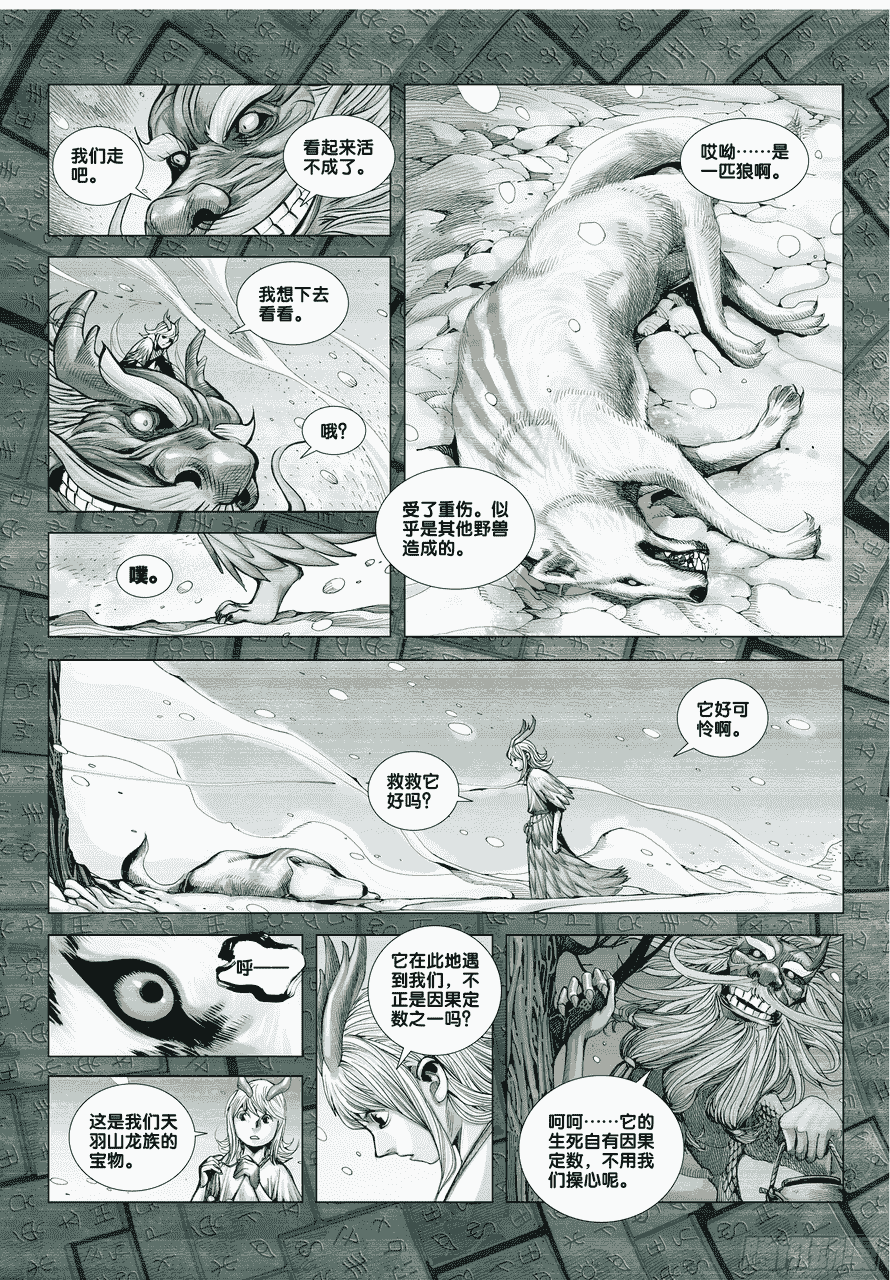 哎呦……是
一匹狼啊。
受了重伤。似
乎是其他野兽
造成的。
看起来活
不成了。
我们走
吧。
我想下去
看看。
哦?
噗。
它好可
怜啊。
救救它
好吗?
呵呵……它的
生死自有因果
定数，不用我
们操心呢。
它在此地遇
到我们，不
正是因果定
数之一吗?
呼——
这是我们天
羽山龙族的
宝物。